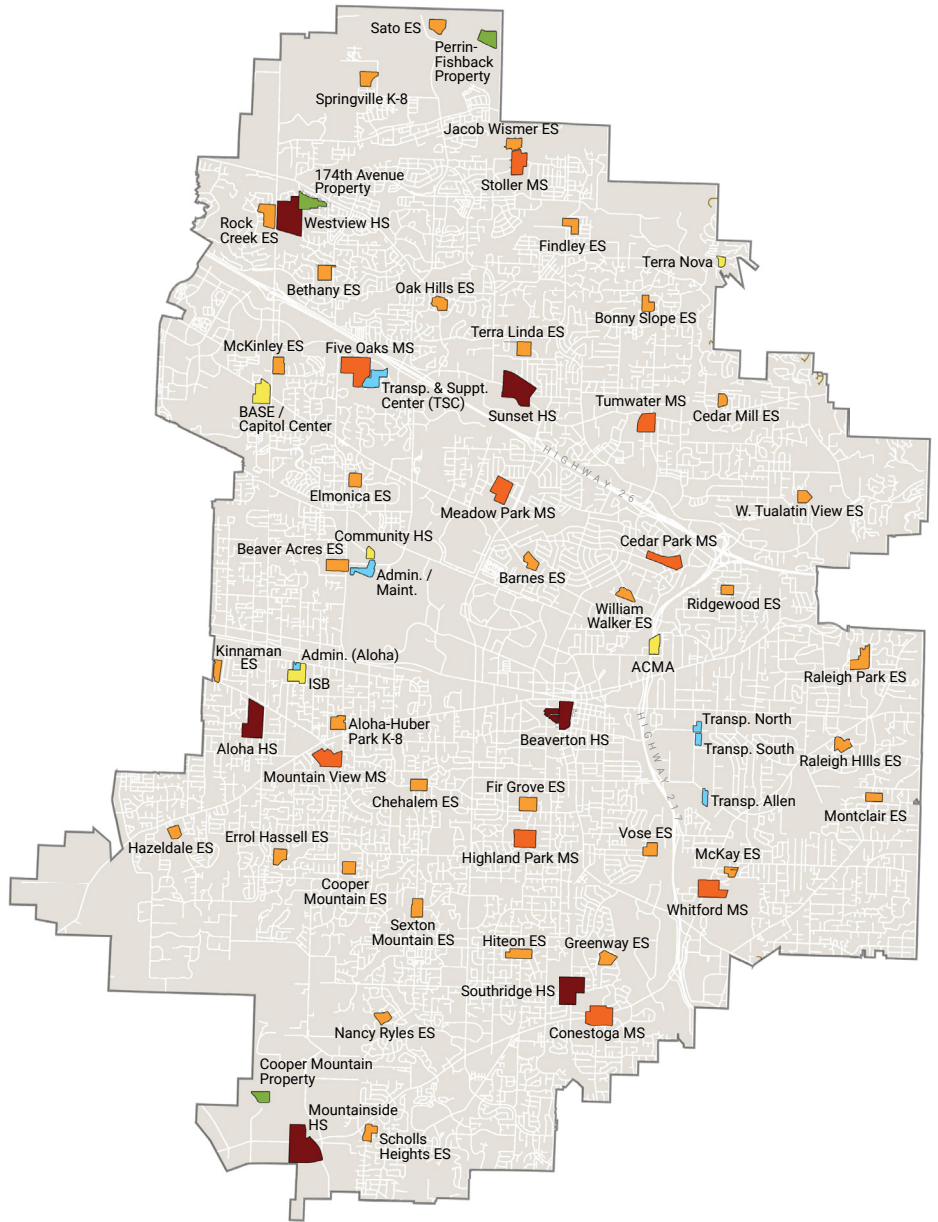 Sato ES
Perrin-
Fishback
Property
Springville K-8
Jacob Wismer ES
Stoller MS
174th Avenue
Property
Rock
Creek ES
Westview HS
Findley ES
Terra Nova
Bethany ES
Oak Hills ES
Bonny Slope ES
Terra Linda ES
McKinley ES
Five Oaks MS
Transp. & Suppt.
Center (TSC)
BASE /
Capitol Center
Sunset HS
Tumwater MS
Cedar Mill ES
HIGHWAY 26
Elmonica ES
Meadow Park MS
W. Tualatin View ES
Community HS
Beaver Acres ES
Admin. /
Maint.
Cedar Park MS
Barnes ES
William
Walker ES
Ridgewood ES
ACMA
Kinnaman
ES
Admin. (Aloha)
ISB
Raleigh Park ES
Aloha HS
Aloha-Huber
Park K-8
Beaverton HS
HIGHWAY 217
Transp. North
Transp. South
Raleigh HIlls ES
Mountain View MS
Chehalem ES
Fir Grove ES
Transp. Allen
Montclair ES
Hazeldale ES
Errol Hassell ES
Highland Park MS
Vose ES
McKay ES
Cooper
Mountain ES
Whitford MS
Sexton
Mountain ES
Hiteon ES
Greenway ES
Southridge HS
Conestoga MS
Nancy Ryles ES
Cooper Mountain
Property
Mountainside
HS
Scholls
Heights ES